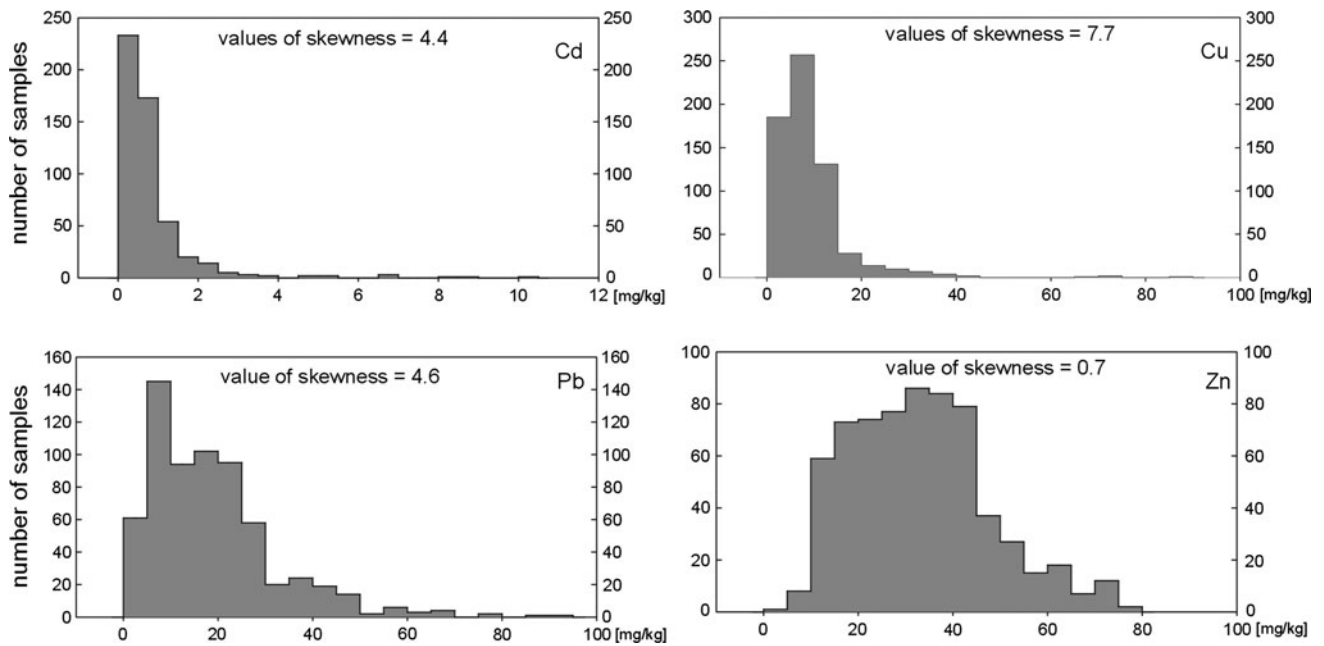 number of samples
values of skewness = 4.4
Cd
250 200 150 100 50 0
250 200 150 100 50 0
0 2 4 6 8 10 12 [mg/kg]
values of skewness = 7.7
Cu
300 250 200 150 100 50 0
300 250 200 150 100 50 0
0 20 40 60 80 100 [mg/kg]
number of samples
value of skewness = 4.6
Pb
160 140 120 100 80 60 40 20 0
160 140 120 100 80 60 40 20 0
0 20 40 60 80 100 [mg/kg]
value of skewness = 0.7
Zn
100 80 60 40 20 0
100 80 60 40 20 0
0 20 40 60 80 100 [mg/kg]